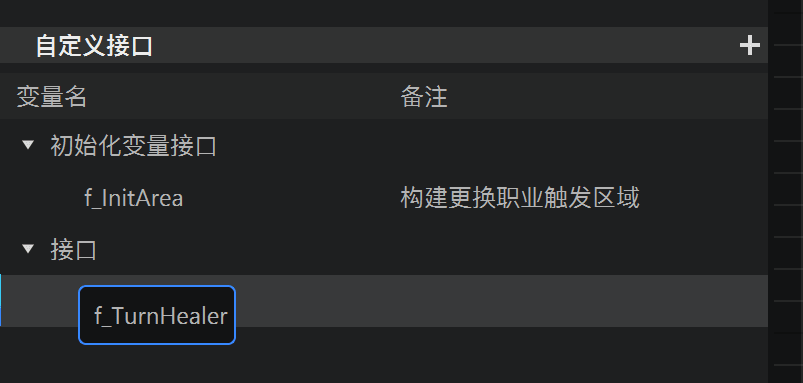 自定义接口
变量名 备注
初始化变量接口
f_InitArea 构建更换职业触发区域
接口
f_TurnHealer